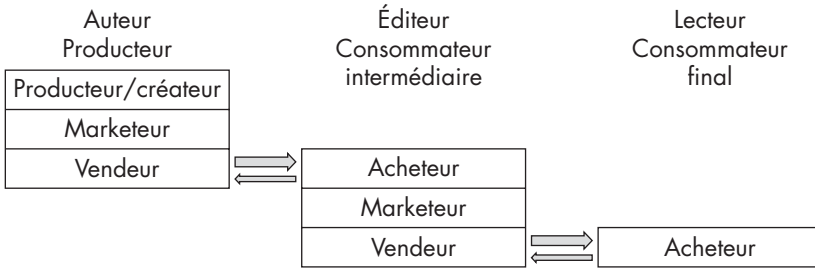 Auteur
Producteur
Éditeur
Consommateur
intermédiaire
Lecteur
Consommateur
final
Producteur/créateur
Marketeur
Vendeur
Acheteur
Marketeur
Vendeur
Acheteur